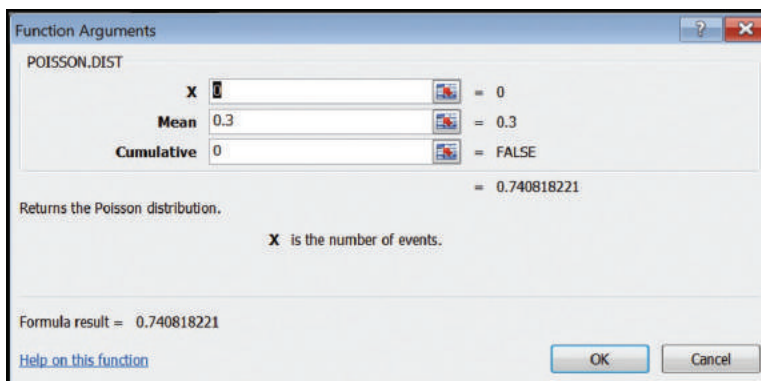 Function Arguments
POISSON.DIST
X 0 = 0
Mean 0.3 = 0.3
Cumulative 0 = FALSE
= 0.740818221
Returns the Poisson distribution.
X is the number of events.
Formula result = 0.740818221
Help on this function
OK Cancel